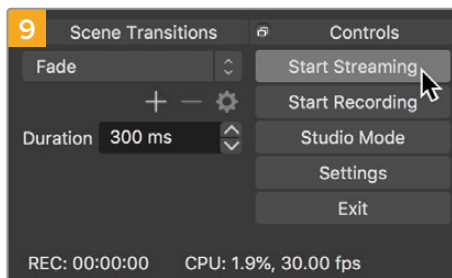 9
Scene Transitions
Controls
Fade
Start Streaming
Start Recording
Duration 300 ms
Studio Mode
Settings
Exit
REC: 00:00:00 CPU: 1.9%, 30.00 fps